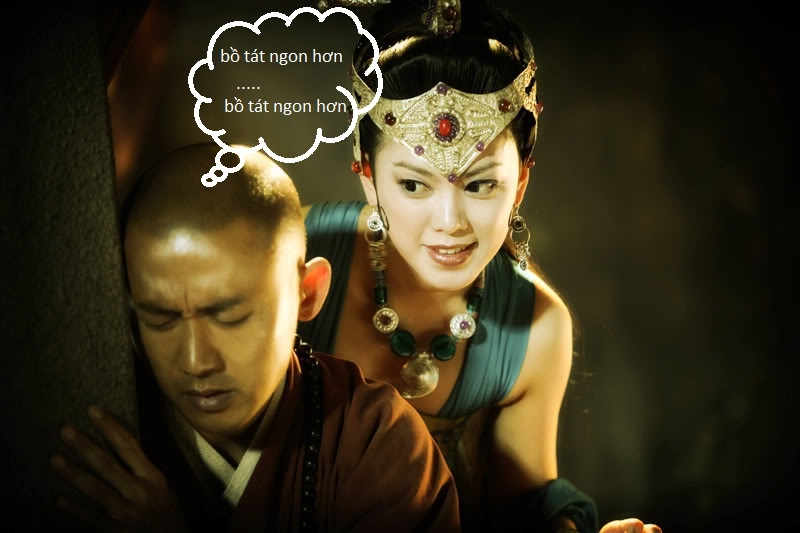 bồ tát ngon hơn
.....
bồ tát ngon hơn